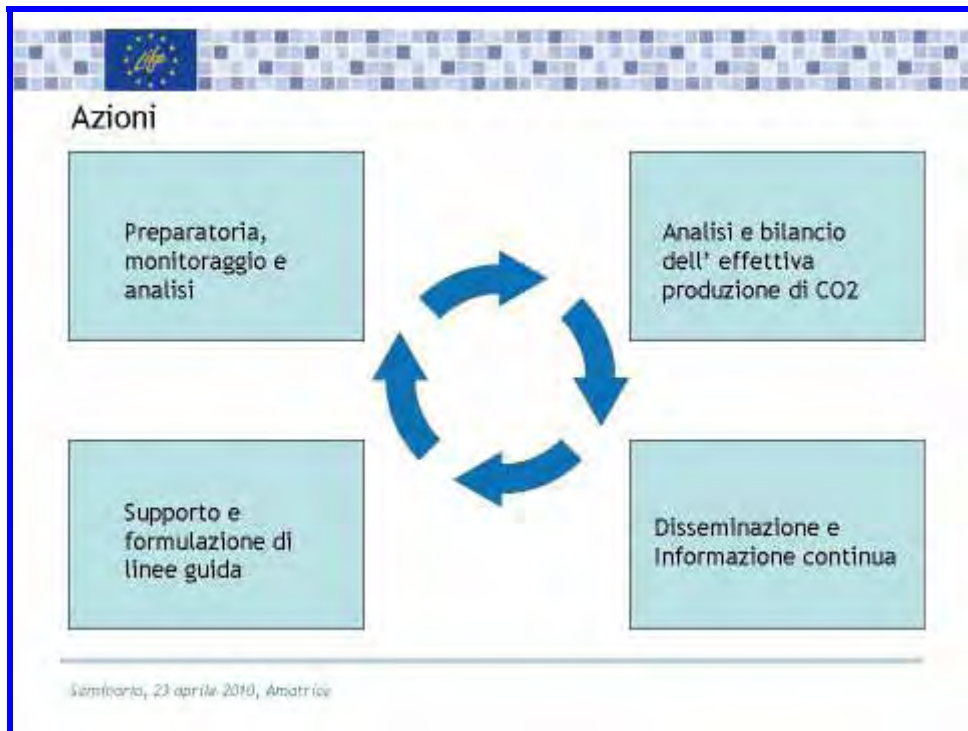 Life
Azioni
Preparatoria,
monitoraggio e
analisi
Analisi e bilancio
dell' effettiva
produzione di CO2
Supporto e
formulazione di
linee guida
Disseminazione e
Informazione continua
Seminario, 23 aprile 2010, Amatrice